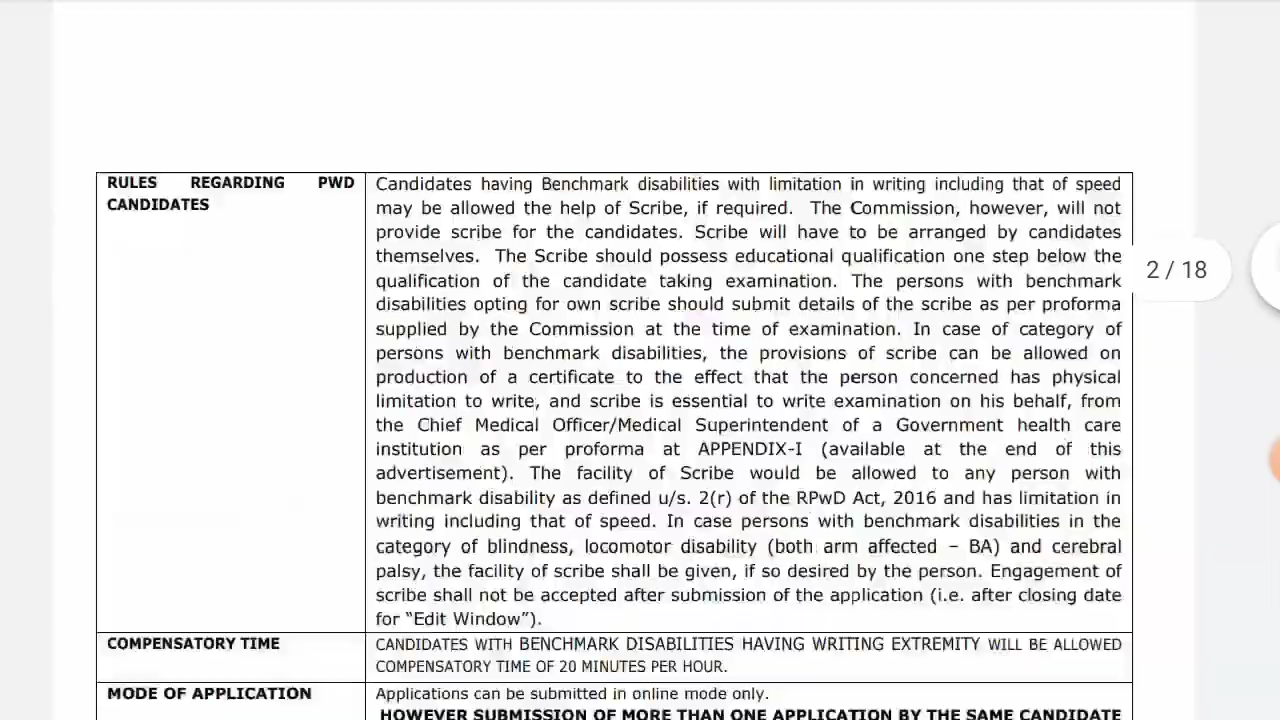 RULES REGARDING PWD
CANDIDATES
Candidates having Benchmark disabilities with limitation in writing including that of speed
may be allowed the help of Scribe, if required. The Commission, however, will not
provide scribe for the candidates. Scribe will have to be arranged by candidates
themselves. The Scribe should possess educational qualification one step below the
qualification of the candidate taking examination. The persons with benchmark
disabilities opting for own scribe should submit details of the scribe as per proforma
supplied by the Commission at the time of examination. In case of category of
persons with benchmark disabilities, the provisions of scribe can be allowed on
production of a certificate to the effect that the person concerned has physical
limitation to write, and scribe is essential to write examination on his behalf, from
the Chief Medical Officer/Medical Superintendent of a Government health care
institution as per proforma at APPENDIX-I (available at the end of this
advertisement). The facility of Scribe would be allowed to any person with
benchmark disability as defined u/s. 2(r) of the RPwD Act, 2016 and has limitation in
writing including that of speed. In case persons with benchmark disabilities in the
category of blindness, locomotor disability (both arm affected – BA) and cerebral
palsy, the facility of scribe shall be given, if so desired by the person. Engagement of
scribe shall not be accepted after submission of the application (i.e. after closing date
for “Edit Window”).
2 / 18
COMPENSATORY TIME
CANDIDATES WITH BENCHMARK DISABILITIES HAVING WRITING EXTREMITY WILL BE ALLOWED
COMPENSATORY TIME OF 20 MINUTES PER HOUR.
MODE OF APPLICATION
Applications can be submitted in online mode only.
HOWEVER SUBMISSION OF MORE THAN ONE APPLICATION BY THE SAME CANDIDATE